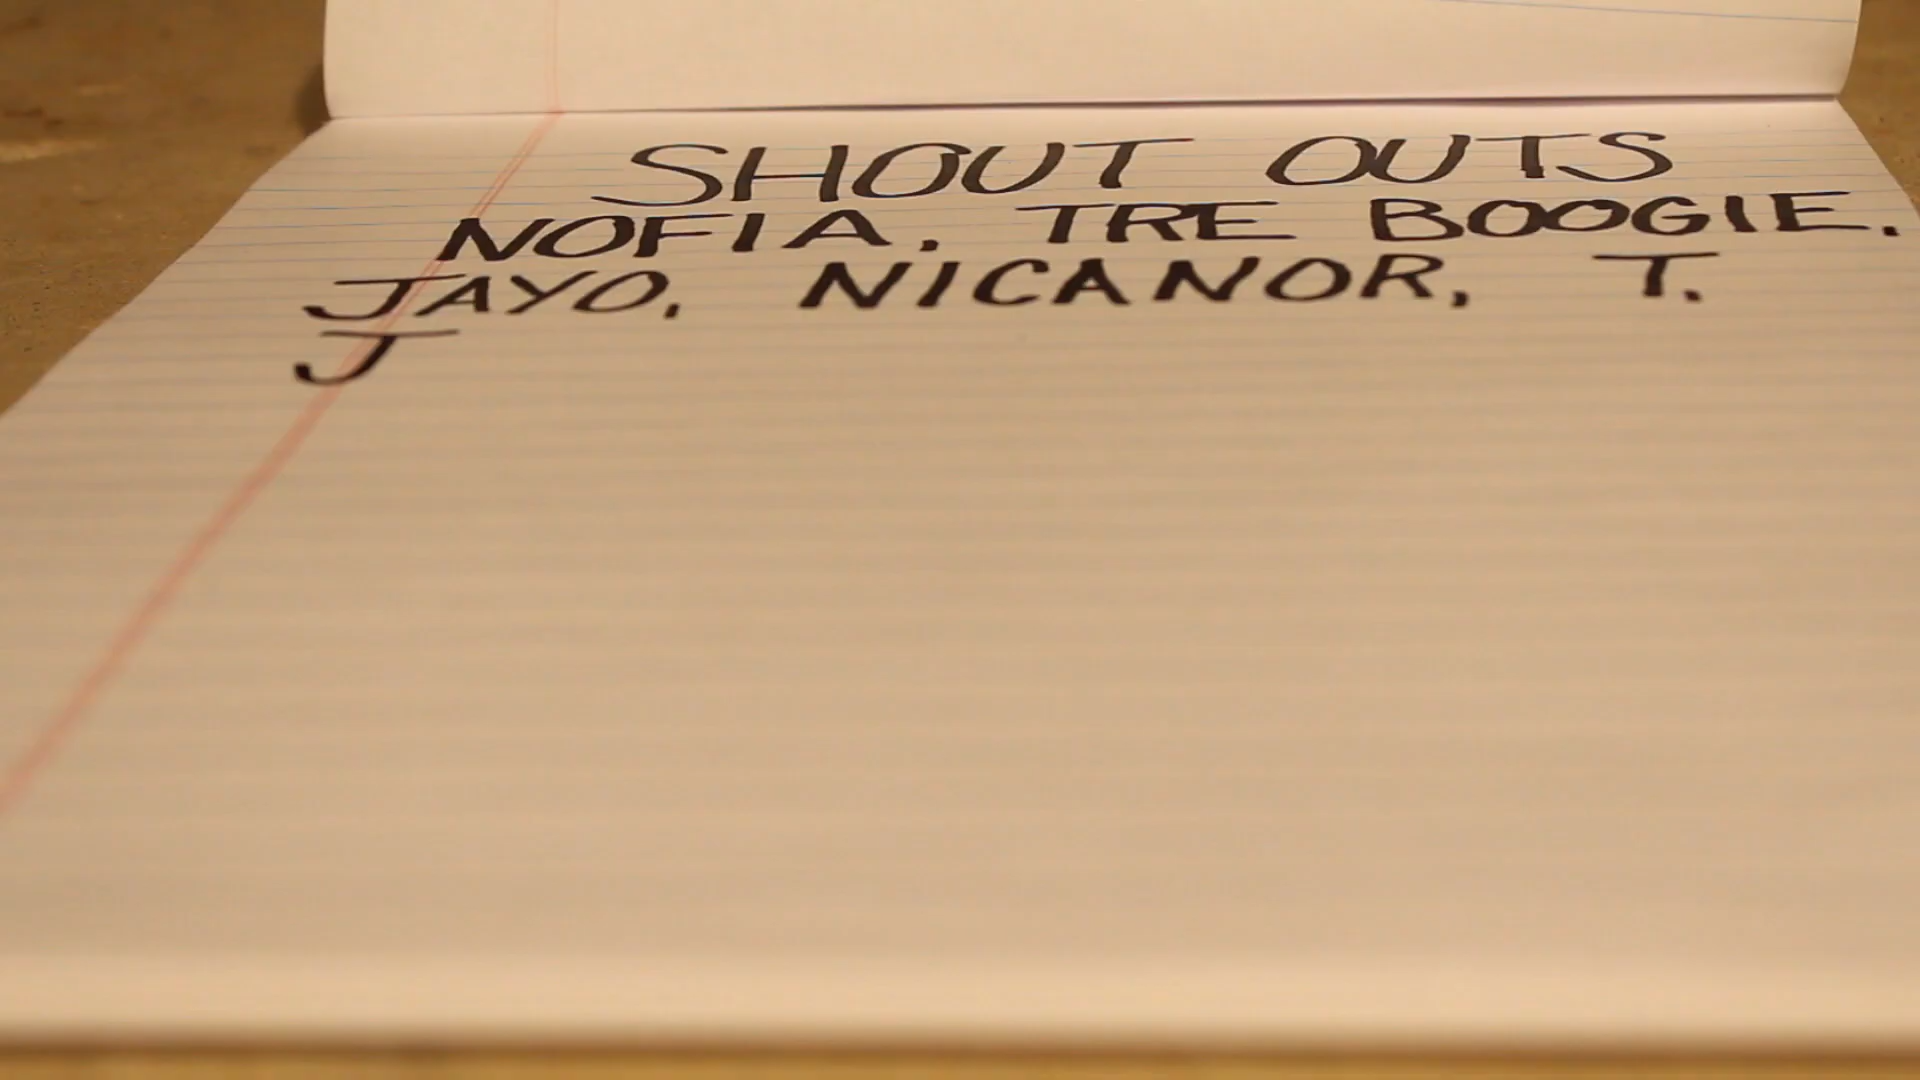 SHOUT OUTS
NOFIA, TRE BOOGIE,
JAYO, NICANOR, T.
J